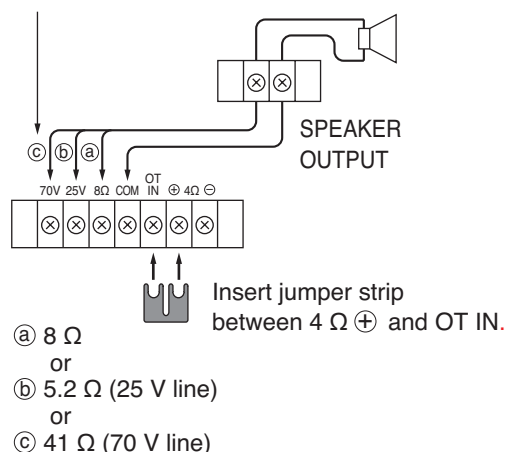 SPEAKER
OUTPUT
ⓒ ⓑ ⓐ
70V 25V 8Ω COM OT IN ⊕ 4Ω ⊖
Insert jumper strip
between 4 Ω ⊕ and OT IN.
ⓐ 8 Ω
or
ⓑ 5.2 Ω (25 V line)
or
ⓒ 41 Ω (70 V line)